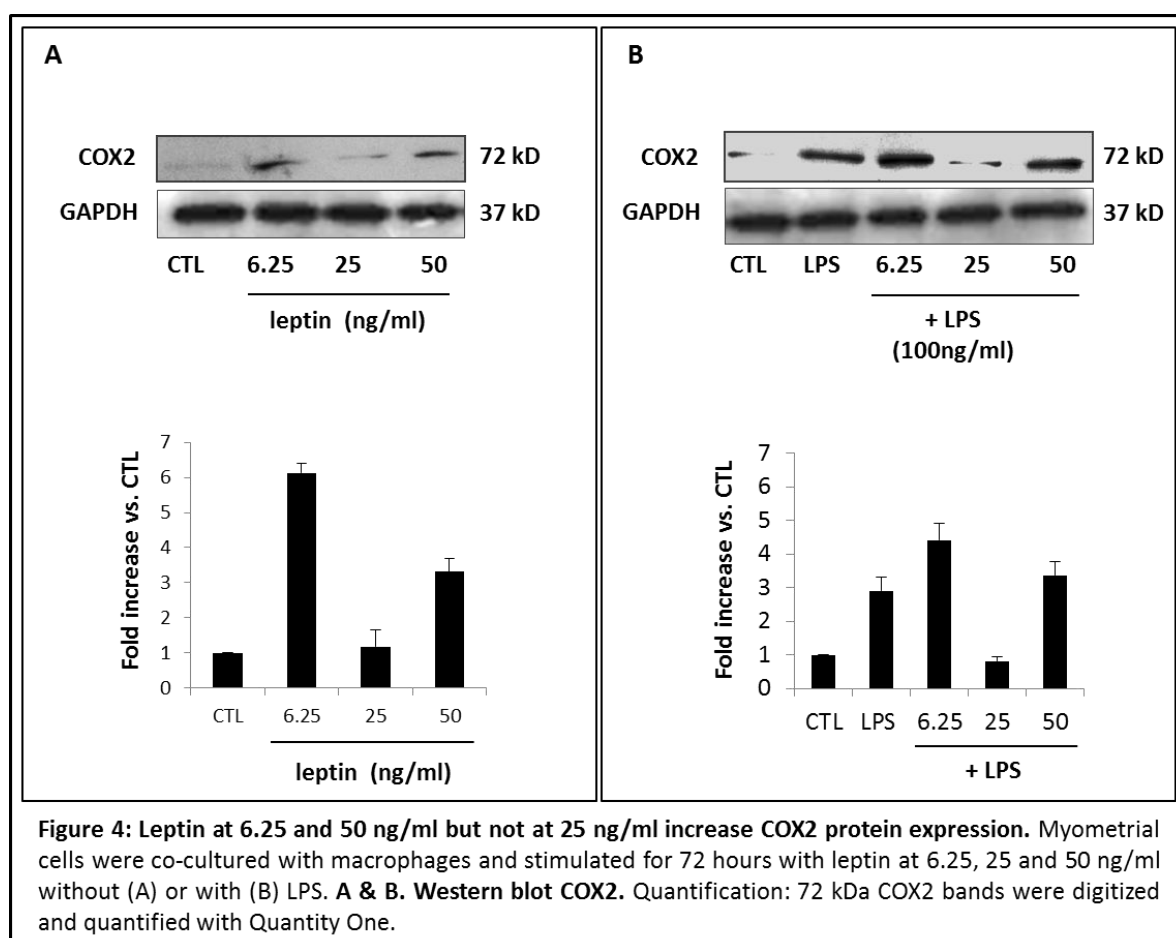 A
COX2
72 kD
GAPDH
37 kD
CTL 6.25 25 50
leptin (ng/ml)
Fold increase vs. CTL
7
6
5
4
3
2
1
0
CTL 6.25 25 50
leptin (ng/ml)
B
COX2
72 kD
GAPDH
37 kD
CTL LPS 6.25 25 50
+ LPS
(100ng/ml)
Fold increase vs. CTL
7
6
5
4
3
2
1
0
CTL LPS 6.25 25 50
+ LPS
Figure 4: Leptin at 6.25 and 50 ng/ml but not at 25 ng/ml increase COX2 protein expression. Myometrial
cells were co-cultured with macrophages and stimulated for 72 hours with leptin at 6.25, 25 and 50 ng/ml
without (A) or with (B) LPS. A & B. Western blot COX2. Quantification: 72 kDa COX2 bands were digitized
and quantified with Quantity One.